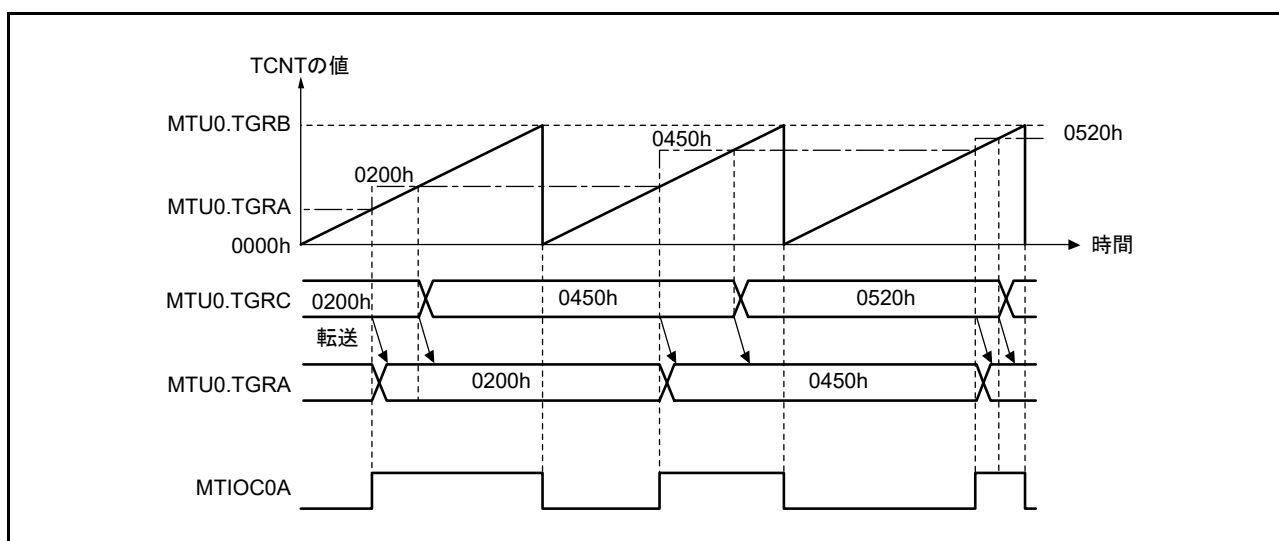 TCNTの値
MTU0.TGRB
0450h
0520h
0200h
MTU0.TGRA
0000h
時間
MTU0.TGRC
0200h
0450h
0520h
転送
MTU0.TGRA
0200h
0450h
MTIOC0A